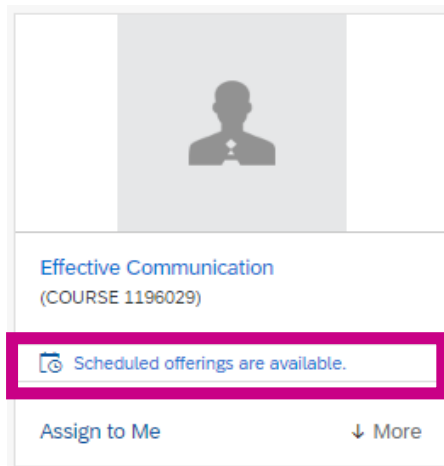 Effective Communication
(COURSE 1196029)
Scheduled offerings are available.
Assign to Me ↓ More